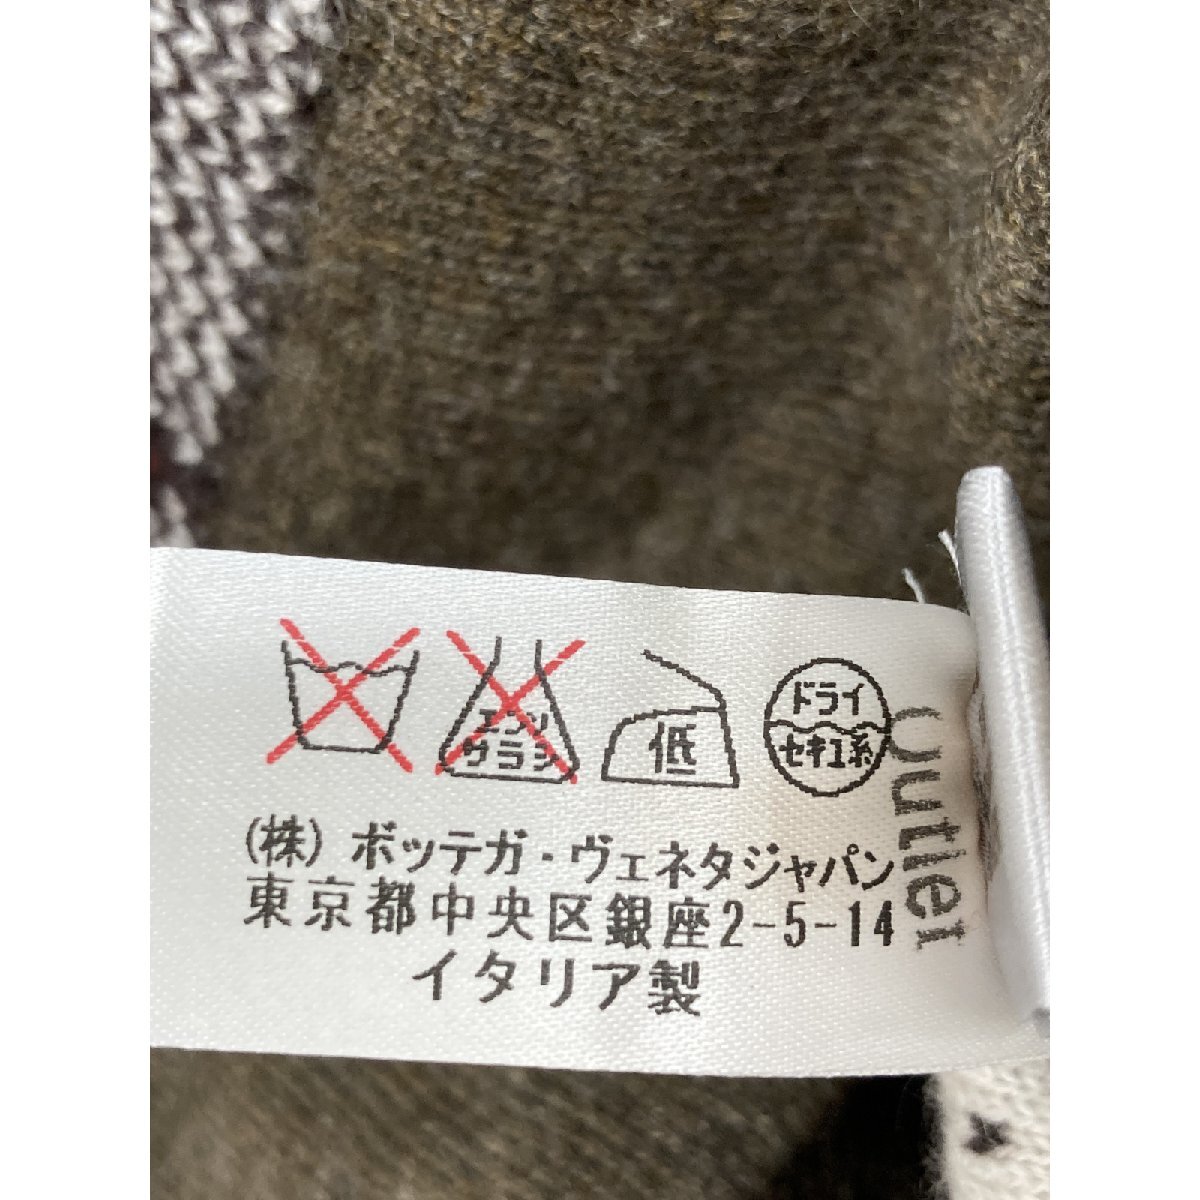 エンソ
サラシ
低
ドライ
セキユ系
(株) ボッテガ・ヴェネタジャパン
東京都中央区銀座2-5-14
イタリア製
Outlet